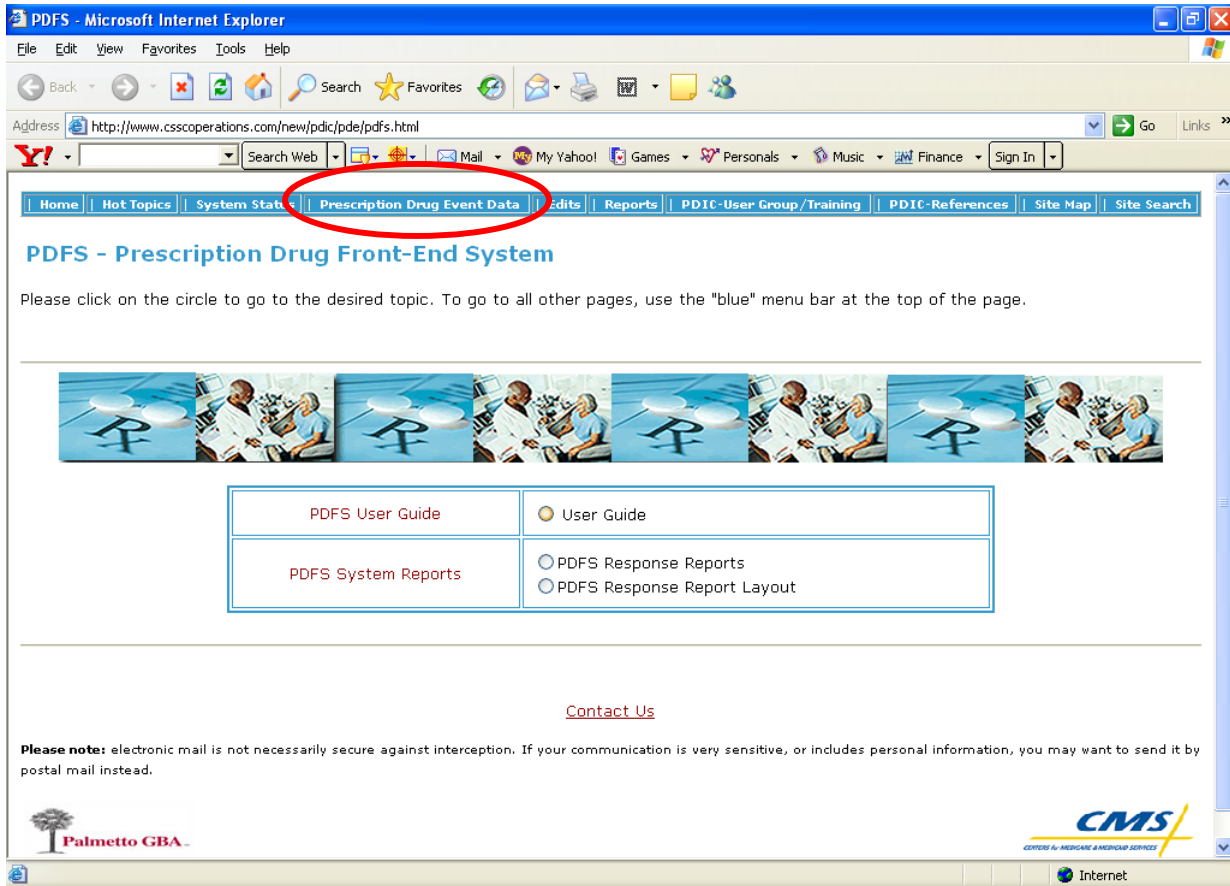 PDFS - Microsoft Internet Explorer
File Edit View Favorites Tools Help
Back Search Favorites
Address http://www.csscoperations.com/new/pdic/pde/pdfs.html Go Links »
Y! Search Web Mail My Yahoo! Games Personals Music Finance Sign In
| Home | | Hot Topics | | System Status | | Prescription Drug Event Data | | Edits | | Reports | | PDIC-User Group/Training | | PDIC-References | | Site Map | | Site Search |
PDFS - Prescription Drug Front-End System
Please click on the circle to go to the desired topic. To go to all other pages, use the "blue" menu bar at the top of the page.
PDFS User Guide User Guide
PDFS System Reports PDFS Response Reports
PDFS Response Report Layout
Contact Us
Please note: electronic mail is not necessarily secure against interception. If your communication is very sensitive, or includes personal information, you may want to send it by
postal mail instead.
Palmetto GBA
CMS
CENTERS for MEDICARE & MEDICAID SERVICES
Internet